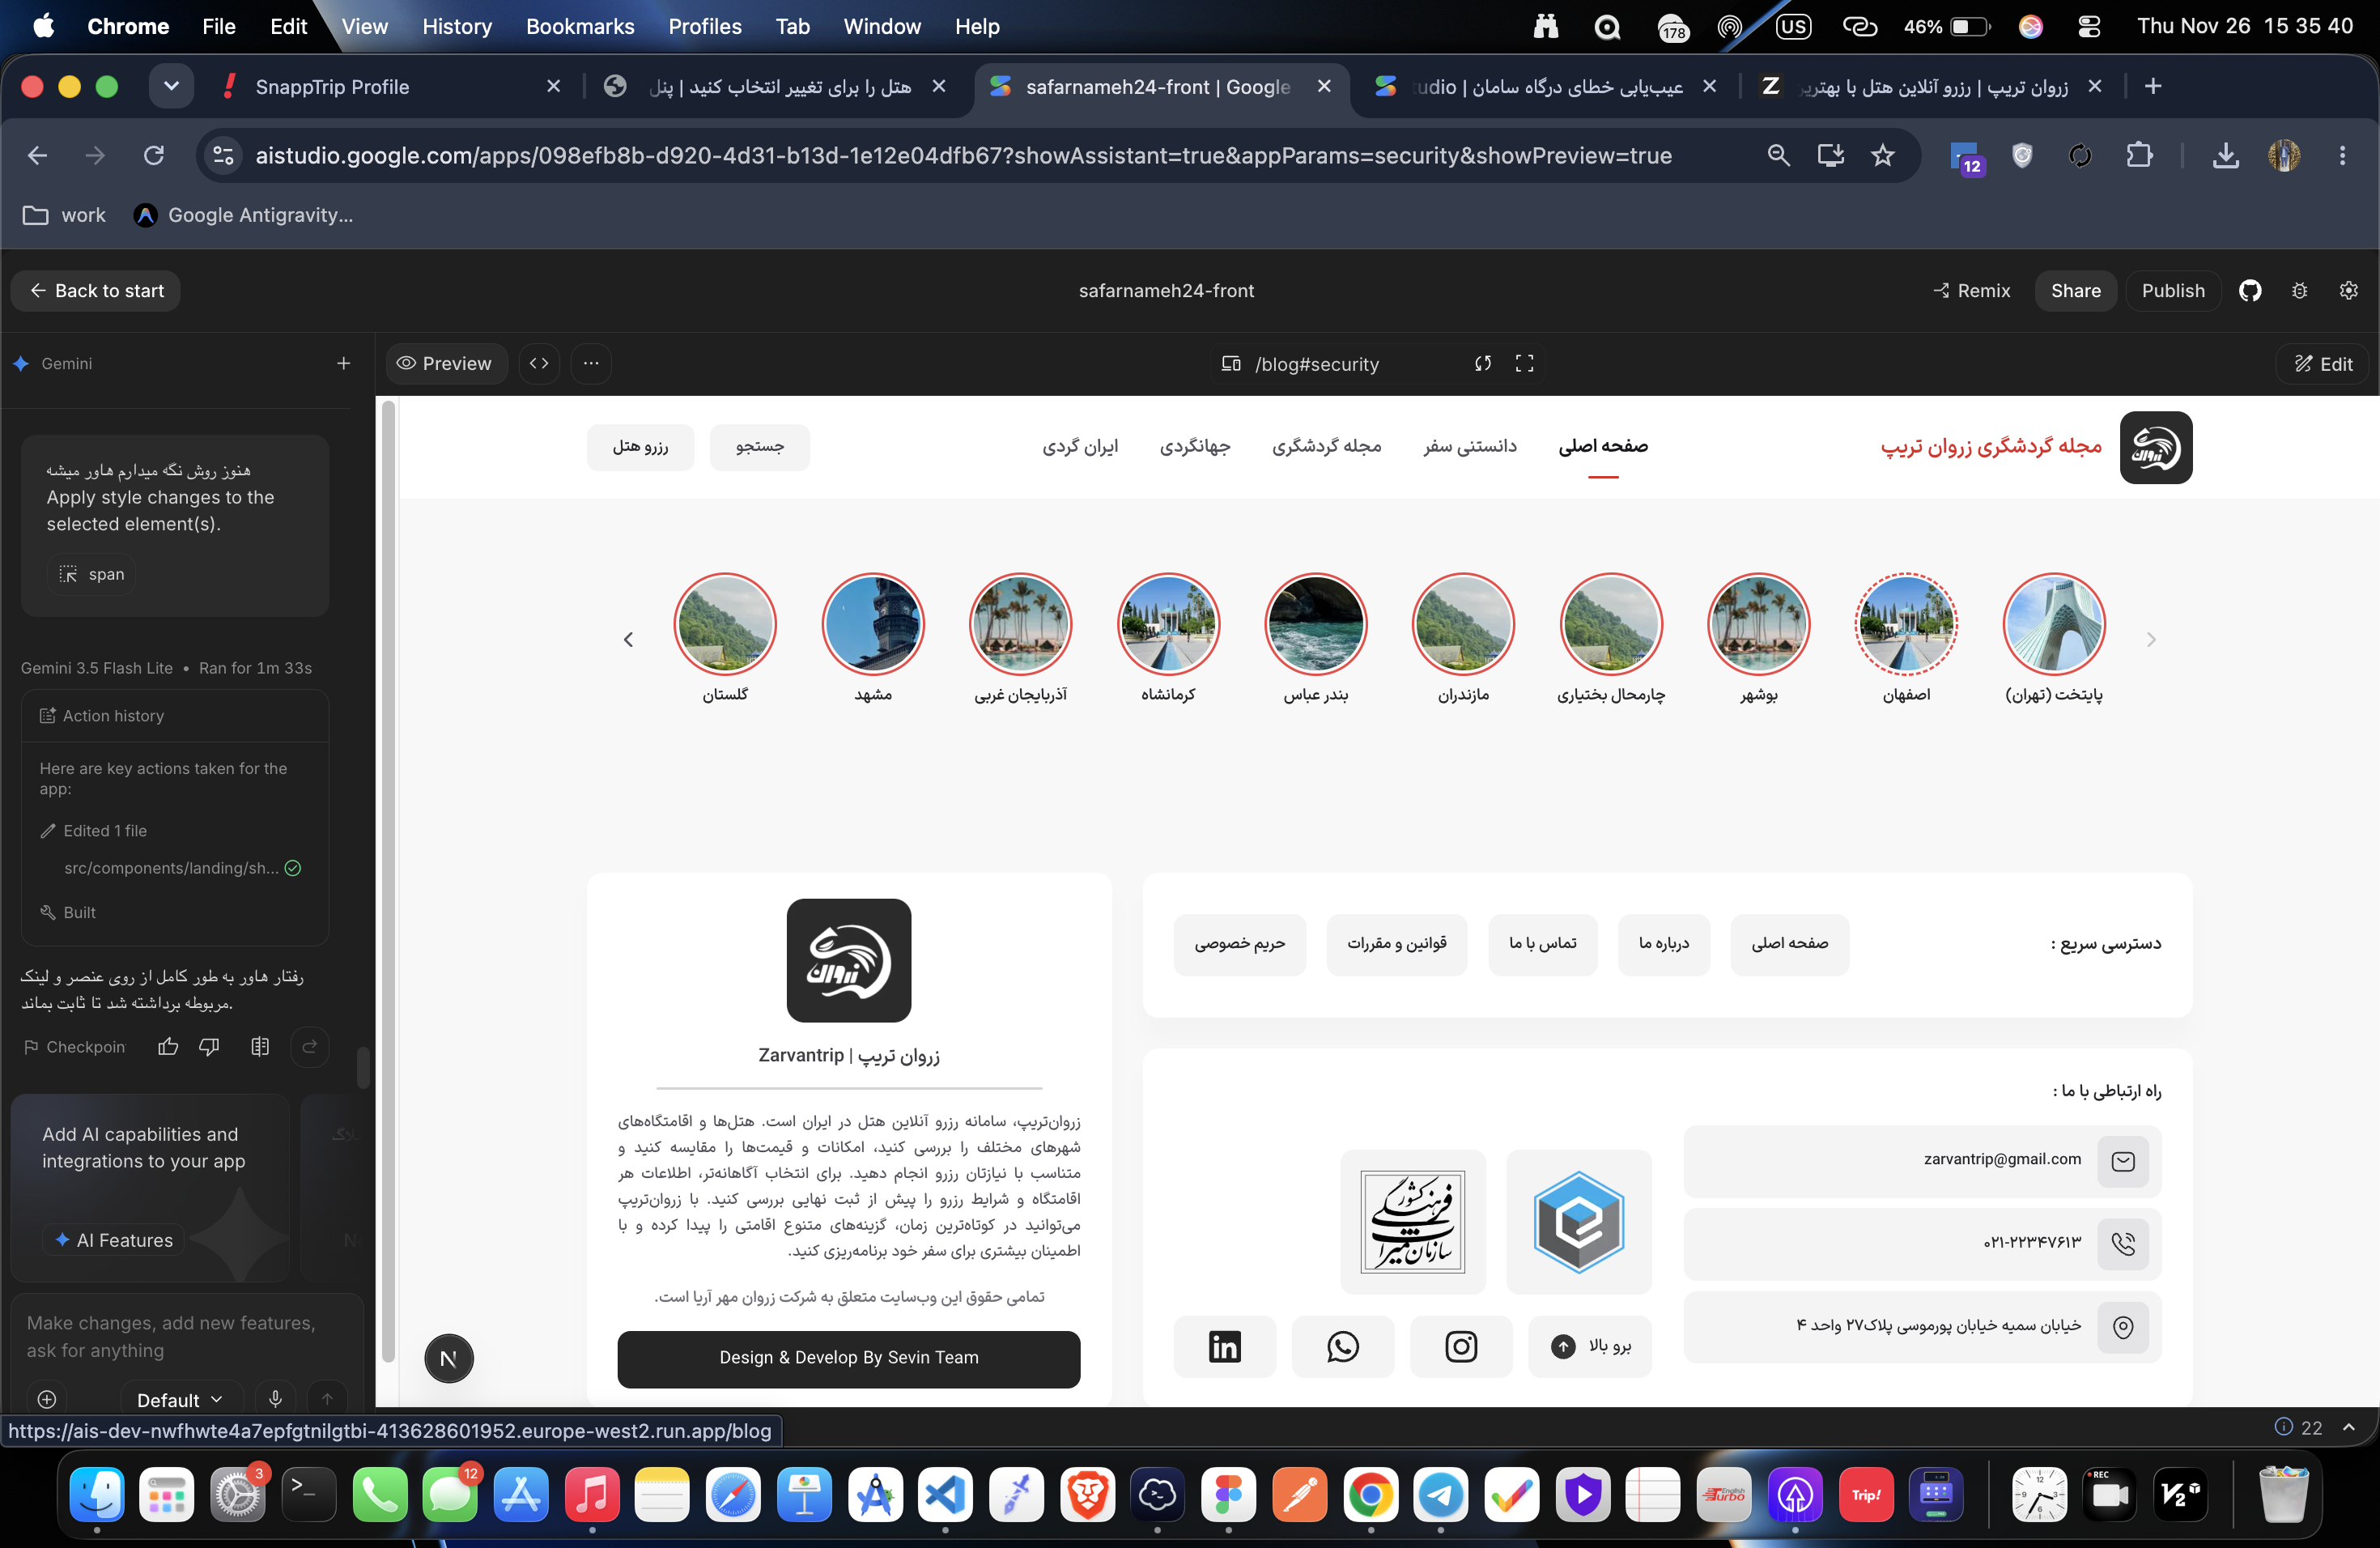 Chrome File Edit View History Bookmarks Profiles Tab Window Help
178 US 46% Thu Nov 26 15 35 40
SnappTrip Profile
هتل را برای تغییر انتخاب کنید | پنل
safarnameh24-front | Google
عیب‌یابی خطای درگاه سامان | tudio
زروان تریپ | رزرو آنلاین هتل با بهترین
aistudio.google.com/apps/098efb8b-d920-4d31-b13d-1e12e04dfb67?showAssistant=true&appParams=security&showPreview=true
12
work
Google Antigravity...
Back to start
safarnameh24-front
Remix Share Publish
Gemini
Preview
/blog#security
Edit
هنوز روش نگه میدارم هاور میشه
Apply style changes to the
selected element(s).
span
Gemini 3.5 Flash Lite • Ran for 1m 33s
Action history
Here are key actions taken for the
app:
Edited 1 file
src/components/landing/sh...
Built
رفتار هاور به طور کامل از روی عنصر و لینک
مربوطه برداشته شد تا ثابت بماند.
Checkpoin
Add AI capabilities and
integrations to your app
AI Features
Make changes, add new features,
ask for anything
Default
مجله گردشگری زروان تریپ
صفحه اصلی
دانستنی سفر
مجله گردشگری
جهانگردی
ایران گردی
جستجو
رزرو هتل
پایتخت (تهران)
اصفهان
بوشهر
چارمحال بختیاری
مازندران
بندر عباس
کرمانشاه
آذربایجان غربی
مشهد
گلستان
دسترسی سریع :
صفحه اصلی
درباره ما
تماس با ما
قوانین و مقررات
حریم خصوصی
زروان
زروان تریپ | Zarvantrip
زروان‌تریپ، سامانه رزرو آنلاین هتل در ایران است. هتل‌ها و اقامتگاه‌های
شهرهای مختلف را بررسی کنید، امکانات و قیمت‌ها را مقایسه کنید و
متناسب با نیازتان رزرو انجام دهید. برای انتخاب آگاهانه‌تر، اطلاعات هر
اقامتگاه و شرایط رزرو را پیش از ثبت نهایی بررسی کنید. با زروان‌تریپ
می‌توانید در کوتاه‌ترین زمان، گزینه‌های متنوع اقامتی را پیدا کرده و با
اطمینان بیشتری برای سفر خود برنامه‌ریزی کنید.
تمامی حقوق این وب‌سایت متعلق به شرکت زروان مهر آریا است.
Design & Develop By Sevin Team
راه ارتباطی با ما :
zarvantrip@gmail.com
۰۲۱-۲۲۳۴۷۶۱۳
خیابان سمیه خیابان پورموسی پلاک۲۷ واحد ۴
برو بالا
N
https://ais-dev-nwfhwte4a7epfgtnilgtbi-413628601952.europe-west2.run.app/blog
22
3
12
English Turbo
Trip!
REC